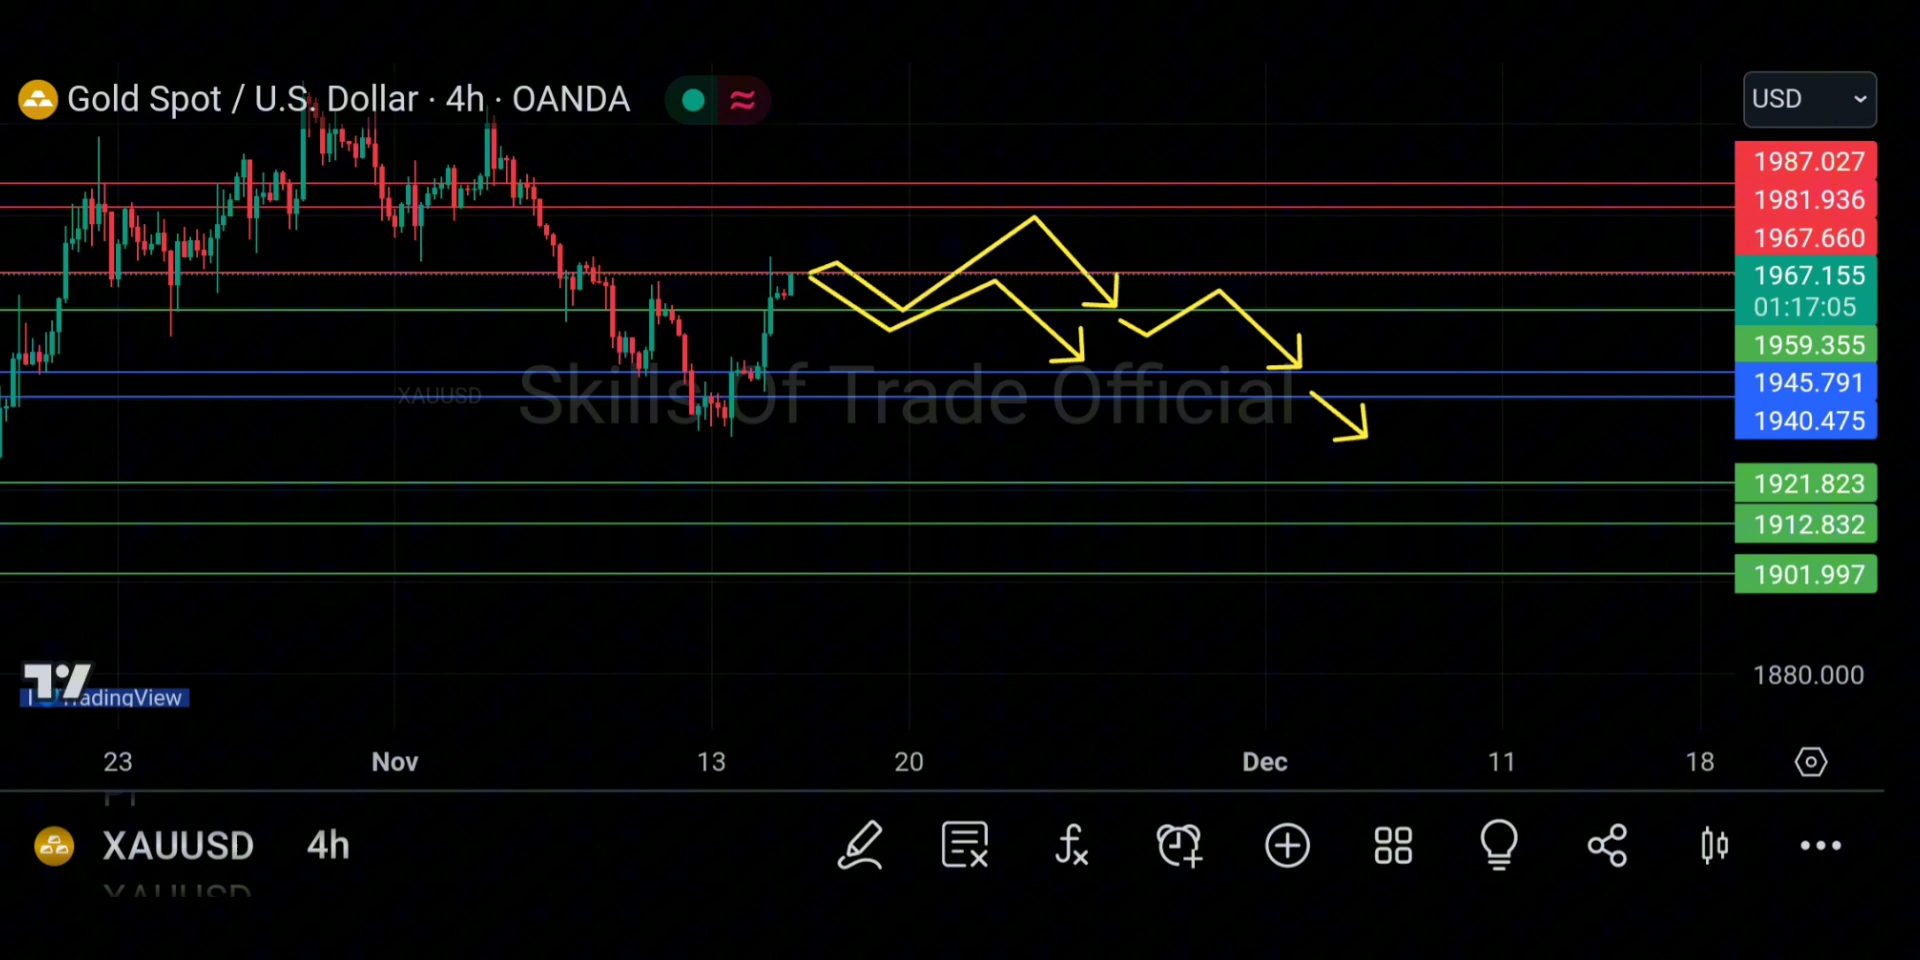 Gold Spot / U.S. Dollar · 4h · OANDA
USD
1987.027
1981.936
1967.660
1967.155
01:17:05
1959.355
1945.791
1940.475
XAUUSD
Skills Of Trade Official
1921.823
1912.832
1901.997
1880.000
TradingView
23 Nov 13 20 Dec 11 18
XAUUSD 4h
XAUUSD